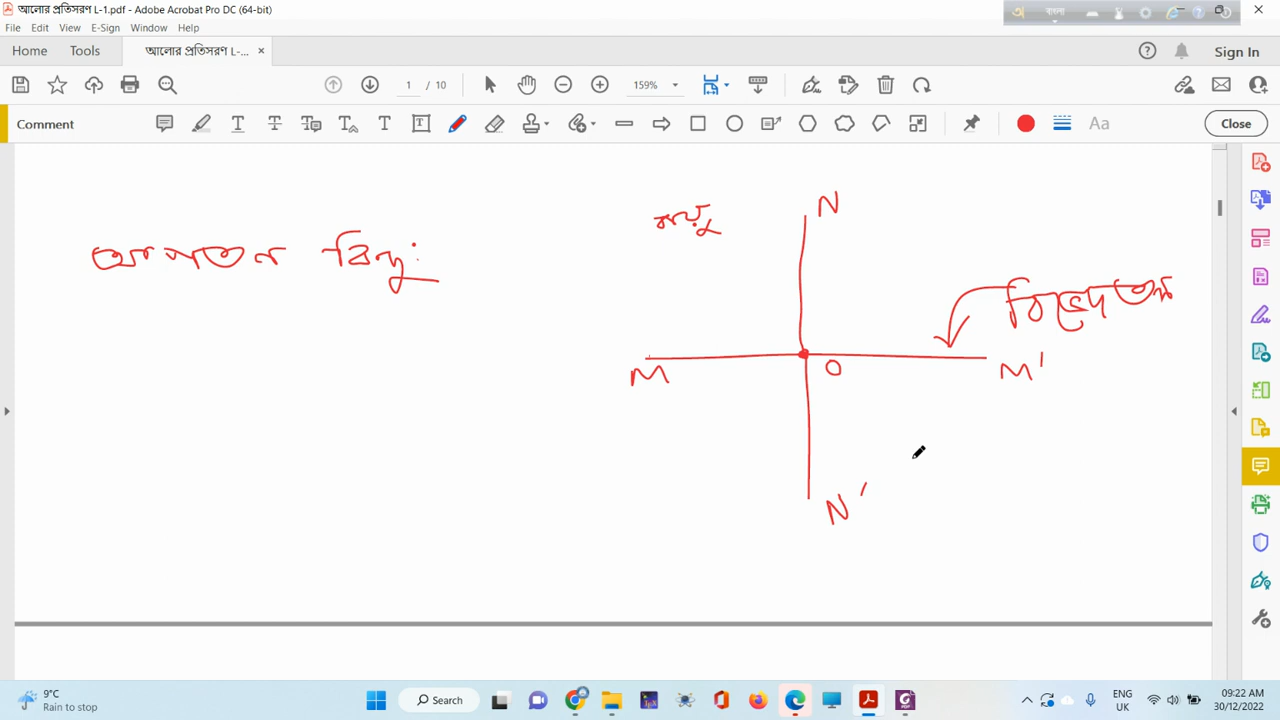 আলোর প্রতিসরণ L-1.pdf - Adobe Acrobat Pro DC (64-bit)
বাংলা
File Edit View E-Sign Window Help
Home Tools আলোর প্রতিসরণ L-... × Sign In
1 / 10 159%
Comment Aa Close
N
বায়ু
আপতন বিন্দু:
বিভেদ তল
M O M'
N'
9°C
Rain to stop
Search
ENG
UK
09:22 AM
30/12/2022